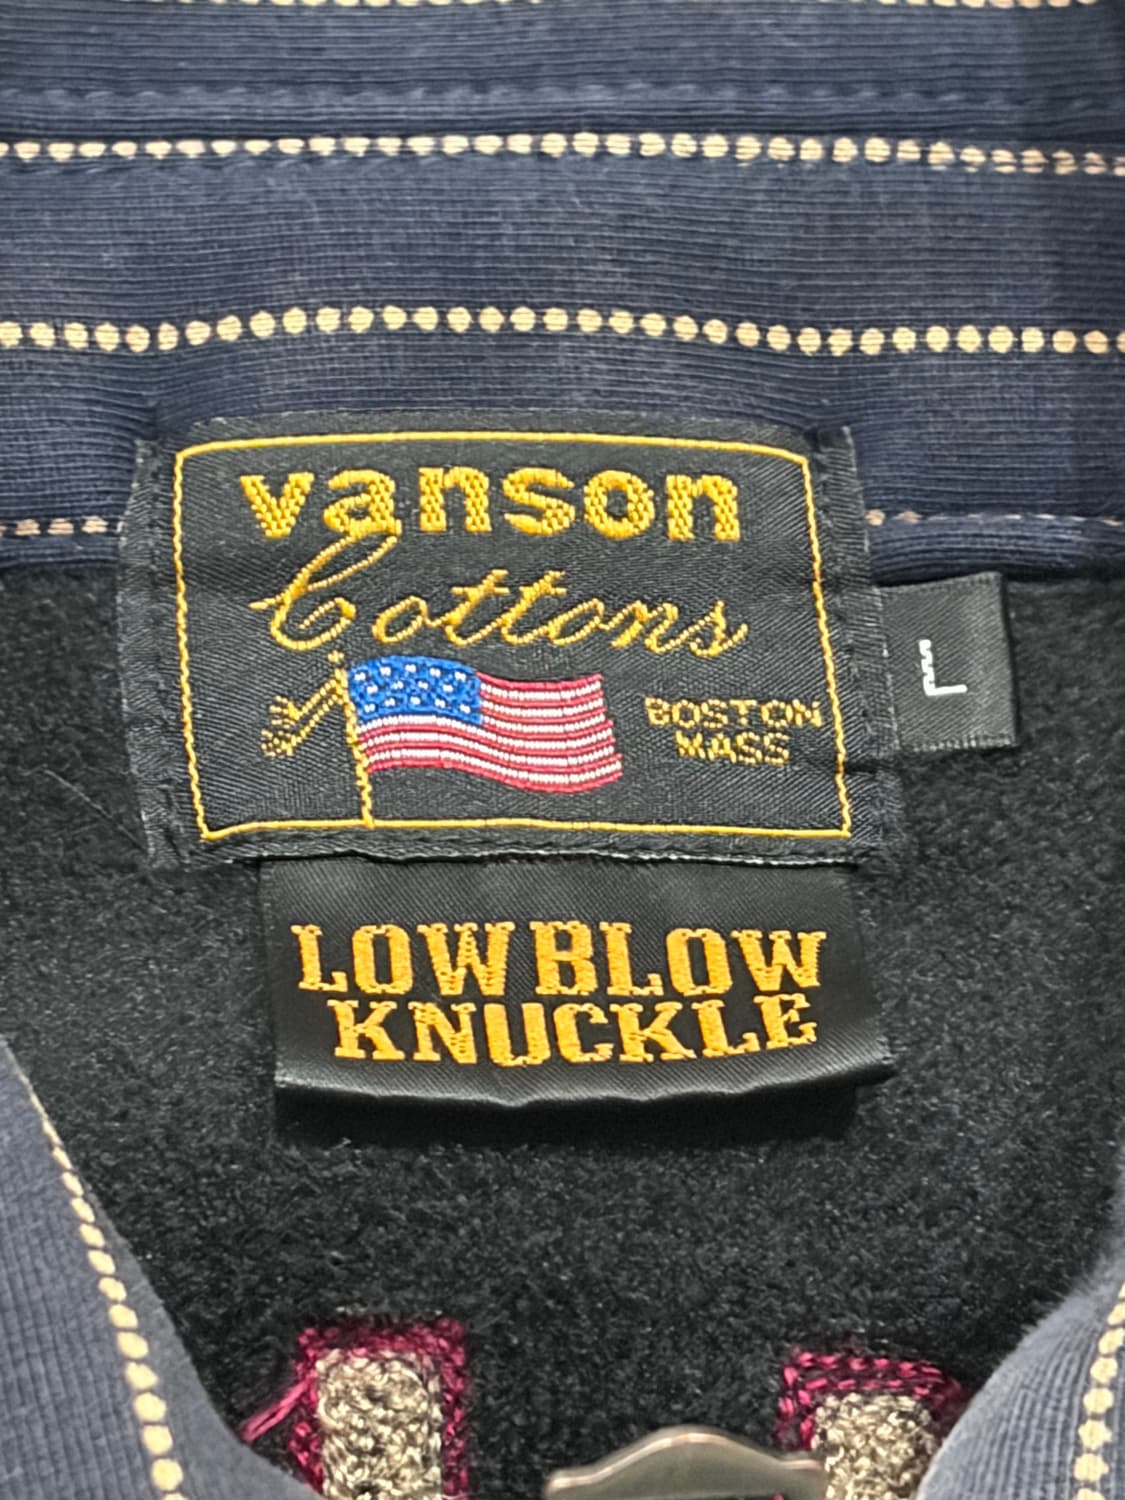 vanson
Cottons
BOSTON
MASS
L
LOW BLOW
KNUCKLE